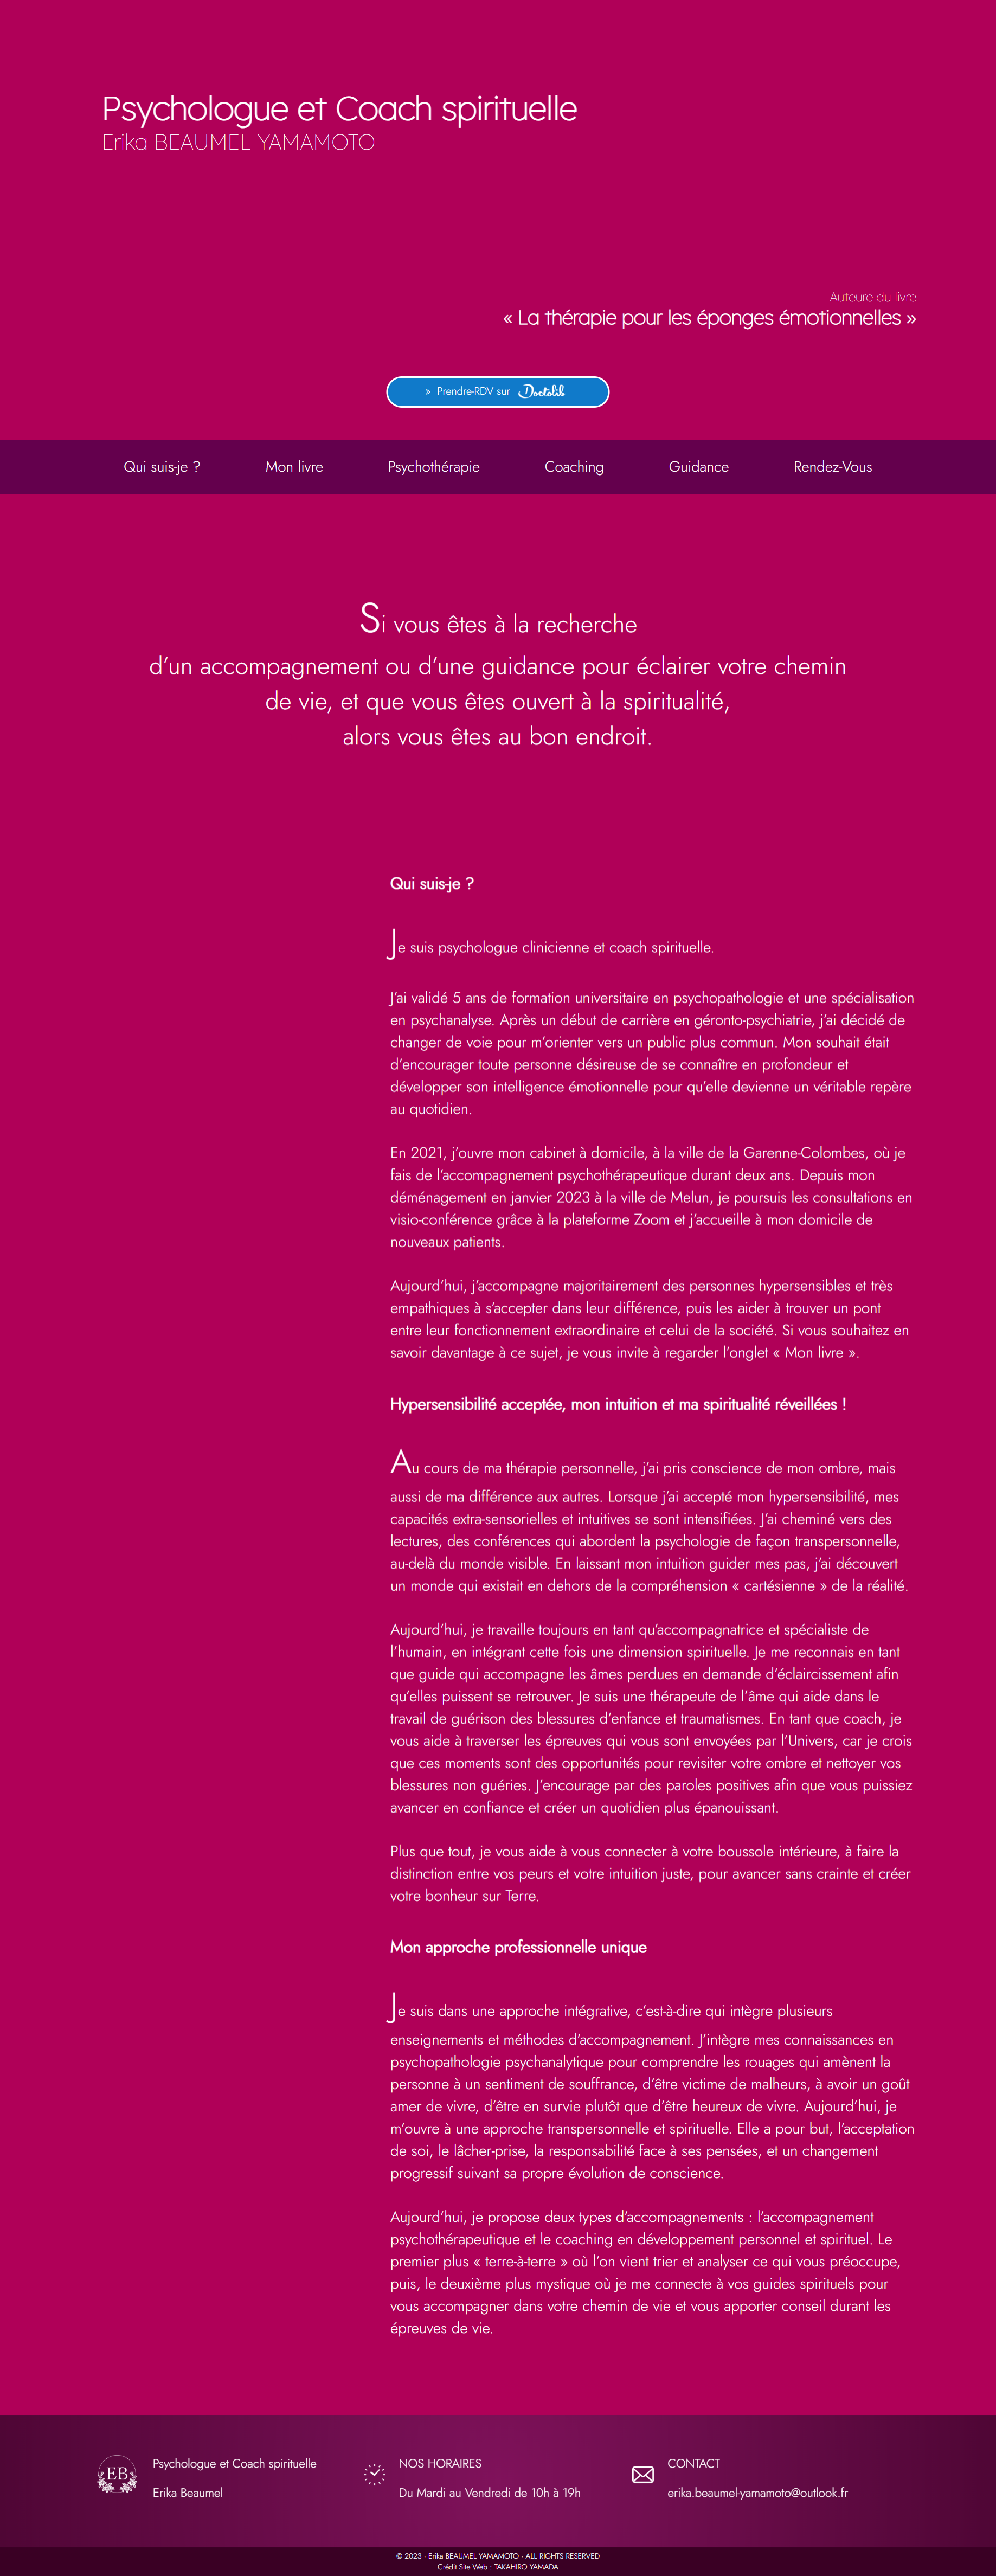 Psychologue et Coach spirituelle
Erika BEAUMEL YAMAMOTO
Auteure du livre
« La thérapie pour les éponges émotionnelles »
» Prendre-RDV sur Doctolib
Qui suis-je ?
Mon livre
Psychothérapie
Coaching
Guidance
Rendez-Vous
Si vous êtes à la recherche
d’un accompagnement ou d’une guidance pour éclairer votre chemin
de vie, et que vous êtes ouvert à la spiritualité,
alors vous êtes au bon endroit.
Qui suis-je ?
Je suis psychologue clinicienne et coach spirituelle.
J’ai validé 5 ans de formation universitaire en psychopathologie et une spécialisation
en psychanalyse. Après un début de carrière en géronto-psychiatrie, j’ai décidé de
changer de voie pour m’orienter vers un public plus commun. Mon souhait était
d’encourager toute personne désireuse de se connaître en profondeur et
développer son intelligence émotionnelle pour qu’elle devienne un véritable repère
au quotidien.
En 2021, j’ouvre mon cabinet à domicile, à la ville de la Garenne-Colombes, où je
fais de l’accompagnement psychothérapeutique durant deux ans. Depuis mon
déménagement en janvier 2023 à la ville de Melun, je poursuis les consultations en
visio-conférence grâce à la plateforme Zoom et j’accueille à mon domicile de
nouveaux patients.
Aujourd’hui, j’accompagne majoritairement des personnes hypersensibles et très
empathiques à s’accepter dans leur différence, puis les aider à trouver un pont
entre leur fonctionnement extraordinaire et celui de la société. Si vous souhaitez en
savoir davantage à ce sujet, je vous invite à regarder l’onglet « Mon livre ».
Hypersensibilité acceptée, mon intuition et ma spiritualité réveillées !
Au cours de ma thérapie personnelle, j’ai pris conscience de mon ombre, mais
aussi de ma différence aux autres. Lorsque j’ai accepté mon hypersensibilité, mes
capacités extra-sensorielles et intuitives se sont intensifiées. J’ai cheminé vers des
lectures, des conférences qui abordent la psychologie de façon transpersonnelle,
au-delà du monde visible. En laissant mon intuition guider mes pas, j’ai découvert
un monde qui existait en dehors de la compréhension « cartésienne » de la réalité.
Aujourd’hui, je travaille toujours en tant qu’accompagnatrice et spécialiste de
l’humain, en intégrant cette fois une dimension spirituelle. Je me reconnais en tant
que guide qui accompagne les âmes perdues en demande d’éclaircissement afin
qu’elles puissent se retrouver. Je suis une thérapeute de l’âme qui aide dans le
travail de guérison des blessures d’enfance et traumatismes. En tant que coach, je
vous aide à traverser les épreuves qui vous sont envoyées par l’Univers, car je crois
que ces moments sont des opportunités pour revisiter votre ombre et nettoyer vos
blessures non guéries. J’encourage par des paroles positives afin que vous puissiez
avancer en confiance et créer un quotidien plus épanouissant.
Plus que tout, je vous aide à vous connecter à votre boussole intérieure, à faire la
distinction entre vos peurs et votre intuition juste, pour avancer sans crainte et créer
votre bonheur sur Terre.
Mon approche professionnelle unique
Je suis dans une approche intégrative, c’est-à-dire qui intègre plusieurs
enseignements et méthodes d’accompagnement. J’intègre mes connaissances en
psychopathologie psychanalytique pour comprendre les rouages qui amènent la
personne à un sentiment de souffrance, d’être victime de malheurs, à avoir un goût
amer de vivre, d’être en survie plutôt que d’être heureux de vivre. Aujourd’hui, je
m’ouvre à une approche transpersonnelle et spirituelle. Elle a pour but, l’acceptation
de soi, le lâcher-prise, la responsabilité face à ses pensées, et un changement
progressif suivant sa propre évolution de conscience.
Aujourd’hui, je propose deux types d’accompagnements : l’accompagnement
psychothérapeutique et le coaching en développement personnel et spirituel. Le
premier plus « terre-à-terre » où l’on vient trier et analyser ce qui vous préoccupe,
puis, le deuxième plus mystique où je me connecte à vos guides spirituels pour
vous accompagner dans votre chemin de vie et vous apporter conseil durant les
épreuves de vie.
EB
Psychologue et Coach spirituelle
Erika Beaumel
NOS HORAIRES
Du Mardi au Vendredi de 10h à 19h
CONTACT
erika.beaumel-yamamoto@outlook.fr
© 2023 · Erika BEAUMEL YAMAMOTO · ALL RIGHTS RESERVED
Crédit Site Web : TAKAHIRO YAMADA